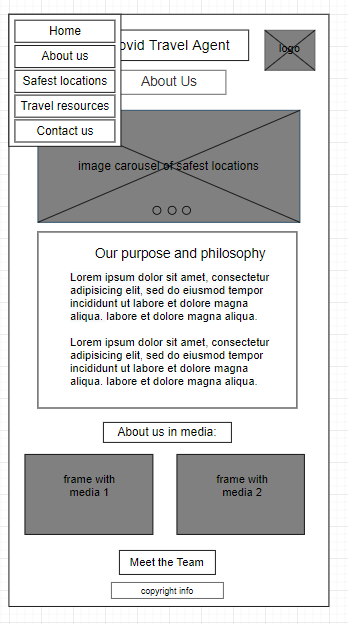 Home
About us
Safest locations
Travel resources
Contact us
ovid Travel Agent
logo
About Us
image carousel of safest locations
Our purpose and philosophy
Lorem ipsum dolor sit amet, consectetur
adipisicing elit, sed do eiusmod tempor
incididunt ut labore et dolore magna
aliqua. labore et dolore magna aliqua.
Lorem ipsum dolor sit amet, consectetur
adipisicing elit, sed do eiusmod tempor
incididunt ut labore et dolore magna
aliqua. labore et dolore magna aliqua.
About us in media:
frame with
media 1
frame with
media 2
Meet the Team
copyright info